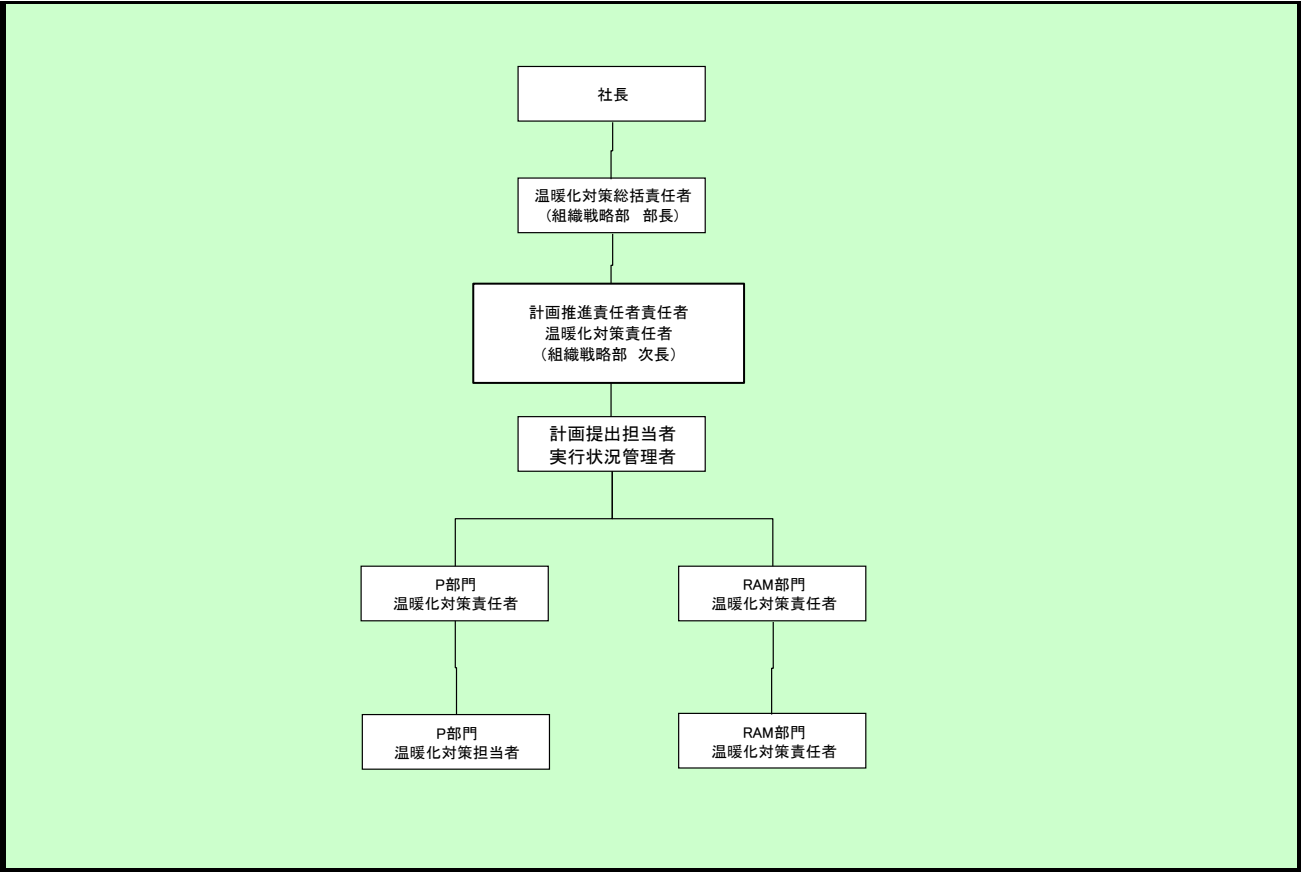 社長
温暖化対策総括責任者
（組織戦略部　部長）
計画推進責任者責任者
温暖化対策責任者
（組織戦略部　次長）
計画提出担当者
実行状況管理者
P部門
温暖化対策責任者
RAM部門
温暖化対策責任者
P部門
温暖化対策担当者
RAM部門
温暖化対策責任者